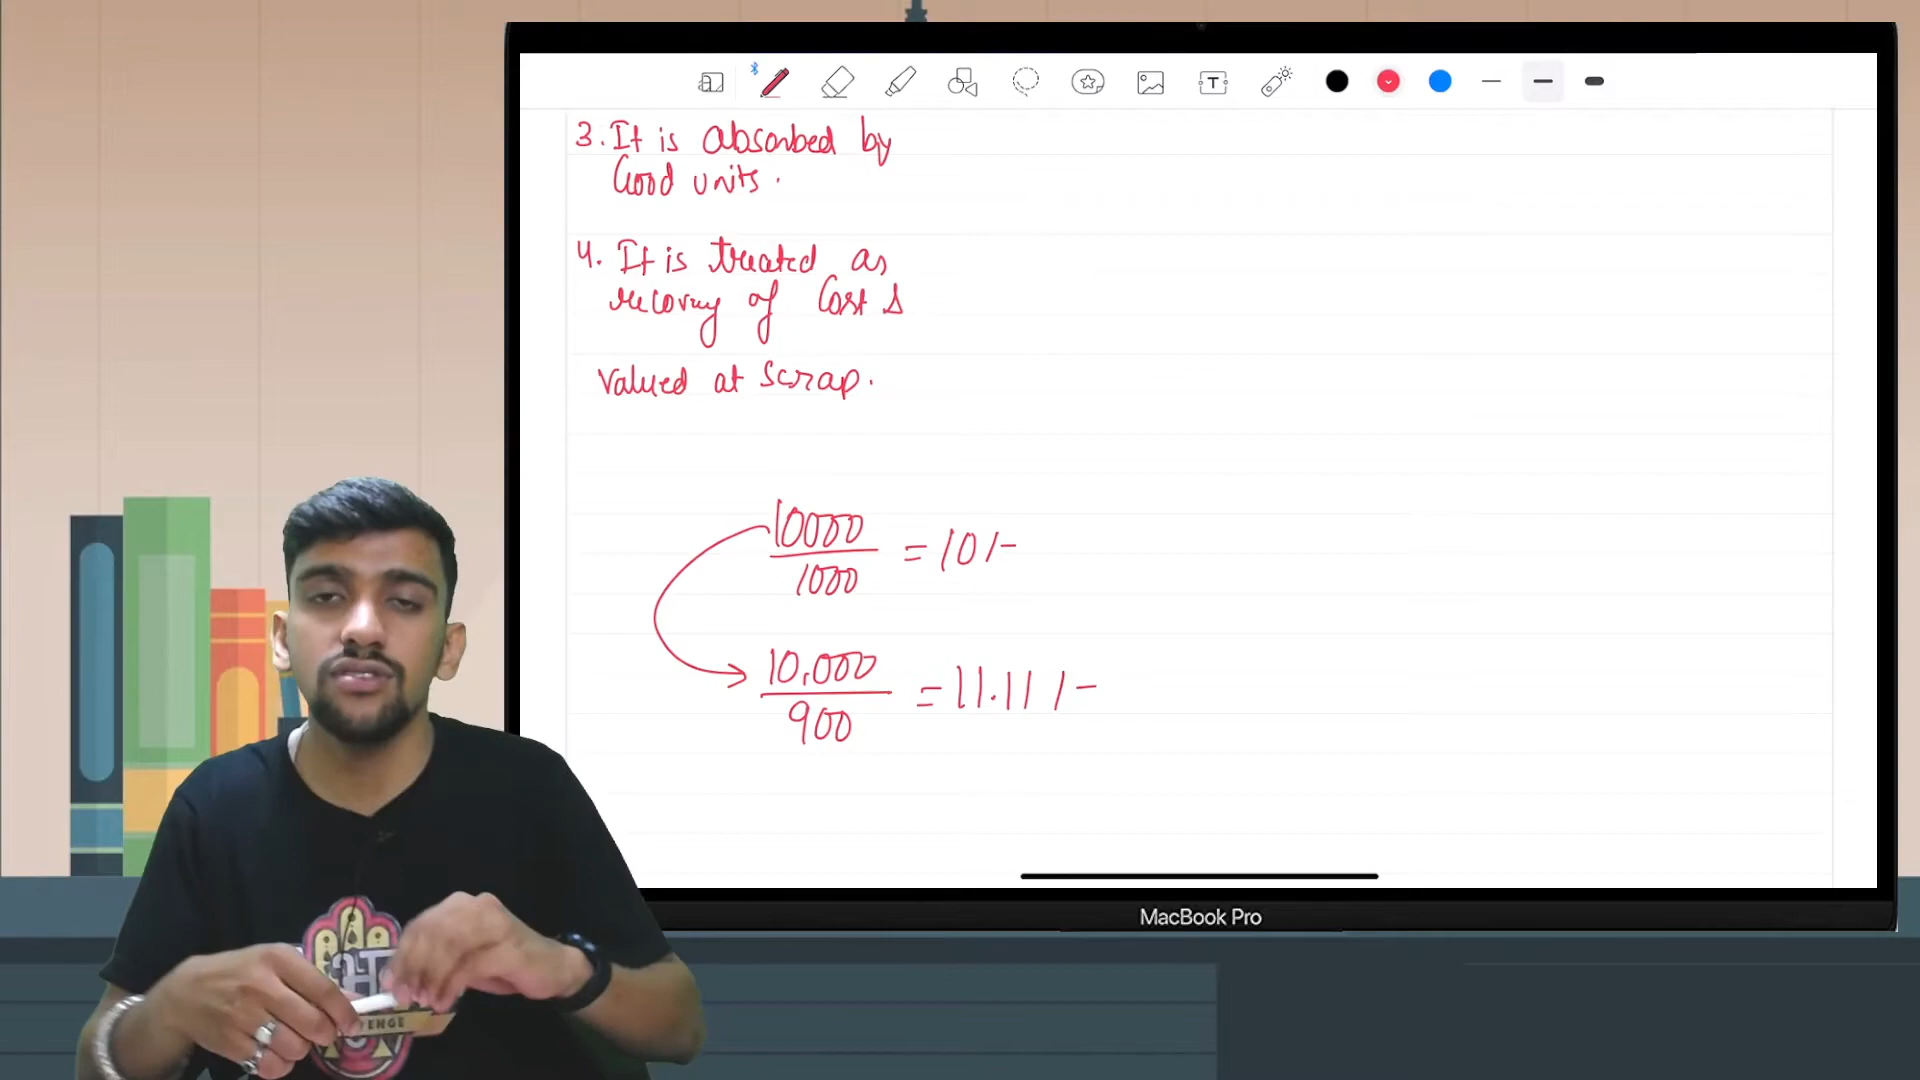 3. It is absorbed by
Good units.
4. It is treated as
recovery of Cost &
Valued at Scrap.
10000
1000
= 10/-
10,000
900
= 11.11/-
MacBook Pro